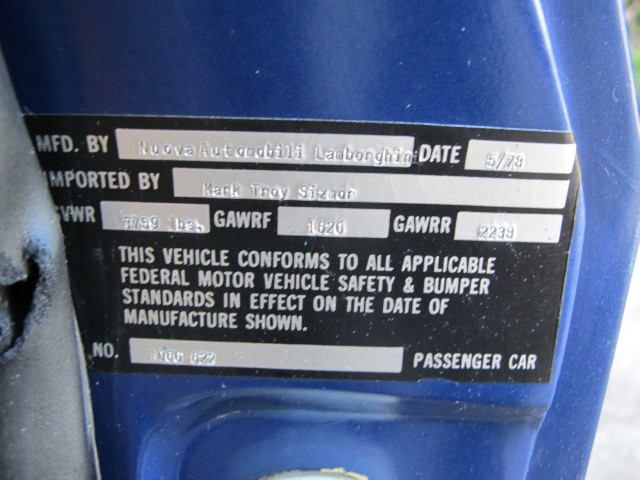 MFD. BY Nuova Automobili Lamborghini DATE 5/79
IMPORTED BY Mark Troy
GVWR lbs. GAWRF 1620 GAWRR 2239
THIS VEHICLE CONFORMS TO ALL APPLICABLE
FEDERAL MOTOR VEHICLE SAFETY & BUMPER
STANDARDS IN EFFECT ON THE DATE OF
MANUFACTURE SHOWN.
NO. PASSENGER CAR